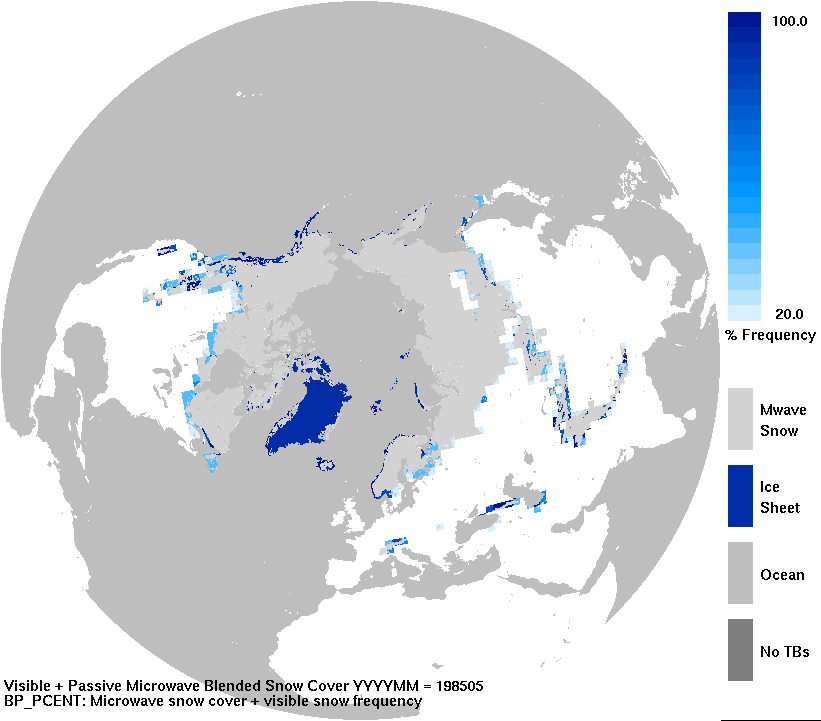 100.0
20.0
% Frequency
Mwave
Snow
Ice
Sheet
Ocean
No TBs
Visible + Passive Microwave Blended Snow Cover YYYYMM = 198505
BP_PCENT: Microwave snow cover + visible snow frequency